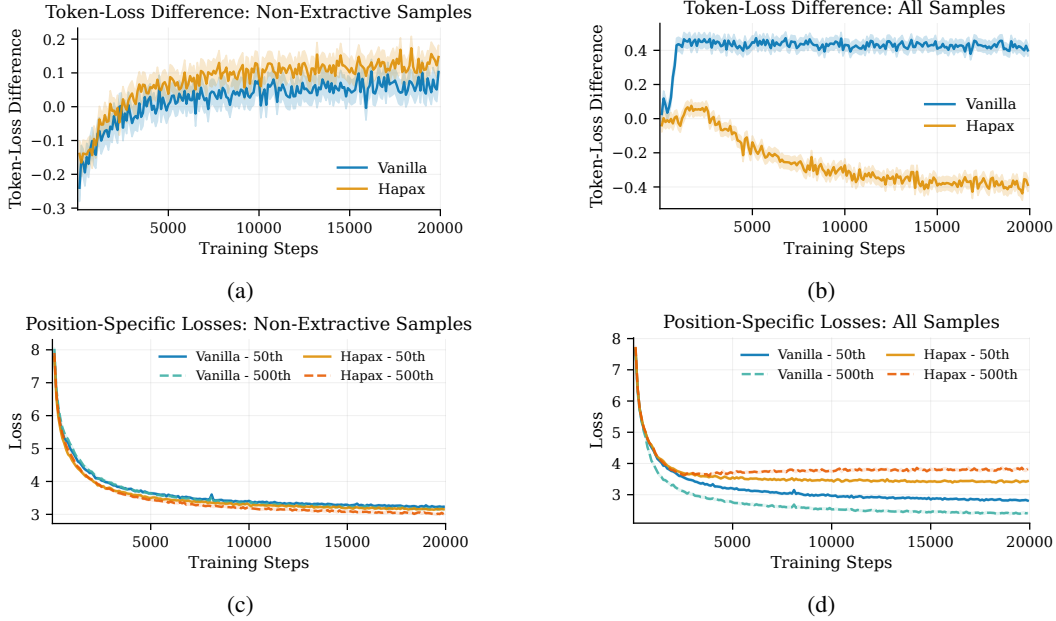 Token-Loss Difference: Non-Extractive Samples
Token-Loss Difference
0.2
0.1
0.0
−0.1
−0.2
−0.3
Vanilla
Hapax
5000 10000 15000 20000
Training Steps
(a)
Token-Loss Difference: All Samples
Token-Loss Difference
0.4
0.2
0.0
−0.2
−0.4
Vanilla
Hapax
5000 10000 15000 20000
Training Steps
(b)
Position-Specific Losses: Non-Extractive Samples
Loss
8
7
6
5
4
3
Vanilla - 50th Hapax - 50th
Vanilla - 500th Hapax - 500th
5000 10000 15000 20000
Training Steps
(c)
Position-Specific Losses: All Samples
Loss
8
7
6
5
4
3
Vanilla - 50th Hapax - 50th
Vanilla - 500th Hapax - 500th
5000 10000 15000 20000
Training Steps
(d)